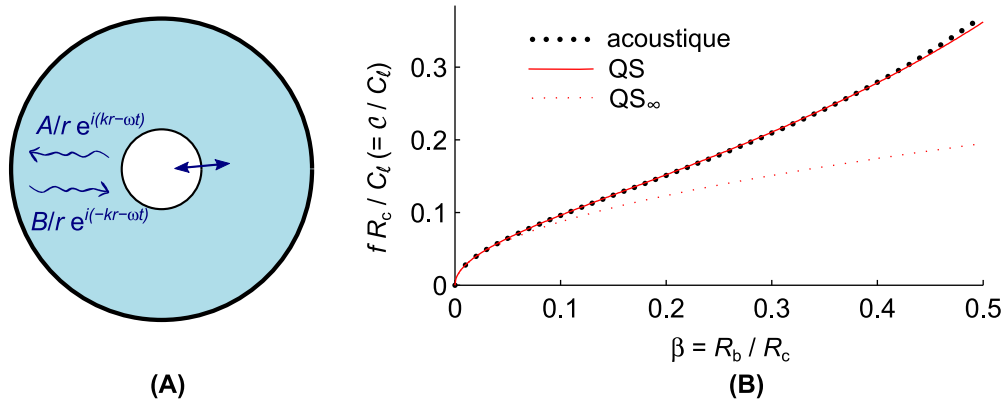 A/r e^i(kr−ωt)
B/r e^i(−kr−ωt)
(A)
acoustique
QS
QS∞
f R_c / C_ℓ (= 𝒞 / C_ℓ)
0.3
0.2
0.1
0
0
0.1
0.2
0.3
0.4
0.5
β = R_b / R_c
(B)